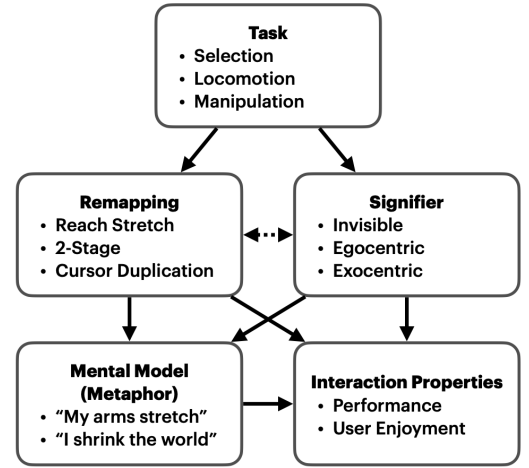 Task
• Selection
• Locomotion
• Manipulation
Remapping
• Reach Stretch
• 2-Stage
• Cursor Duplication
Signifier
• Invisible
• Egocentric
• Exocentric
Mental Model
(Metaphor)
• “My arms stretch”
• “I shrink the world”
Interaction Properties
• Performance
• User Enjoyment